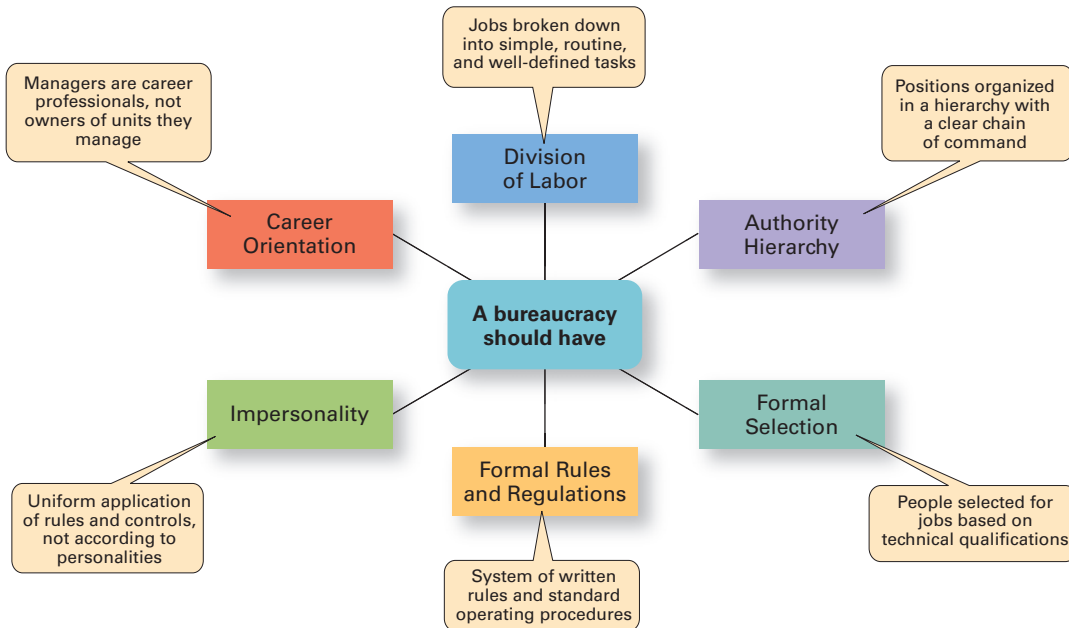 Jobs broken down
into simple, routine,
and well-defined tasks
Managers are career
professionals, not
owners of units they
manage
Positions organized
in a hierarchy with
a clear chain
of command
Division
of Labor
Career
Orientation
Authority
Hierarchy
A bureaucracy
should have
Impersonality
Formal
Selection
Formal Rules
and Regulations
Uniform application
of rules and controls,
not according to
personalities
People selected for
jobs based on
technical qualifications
System of written
rules and standard
operating procedures